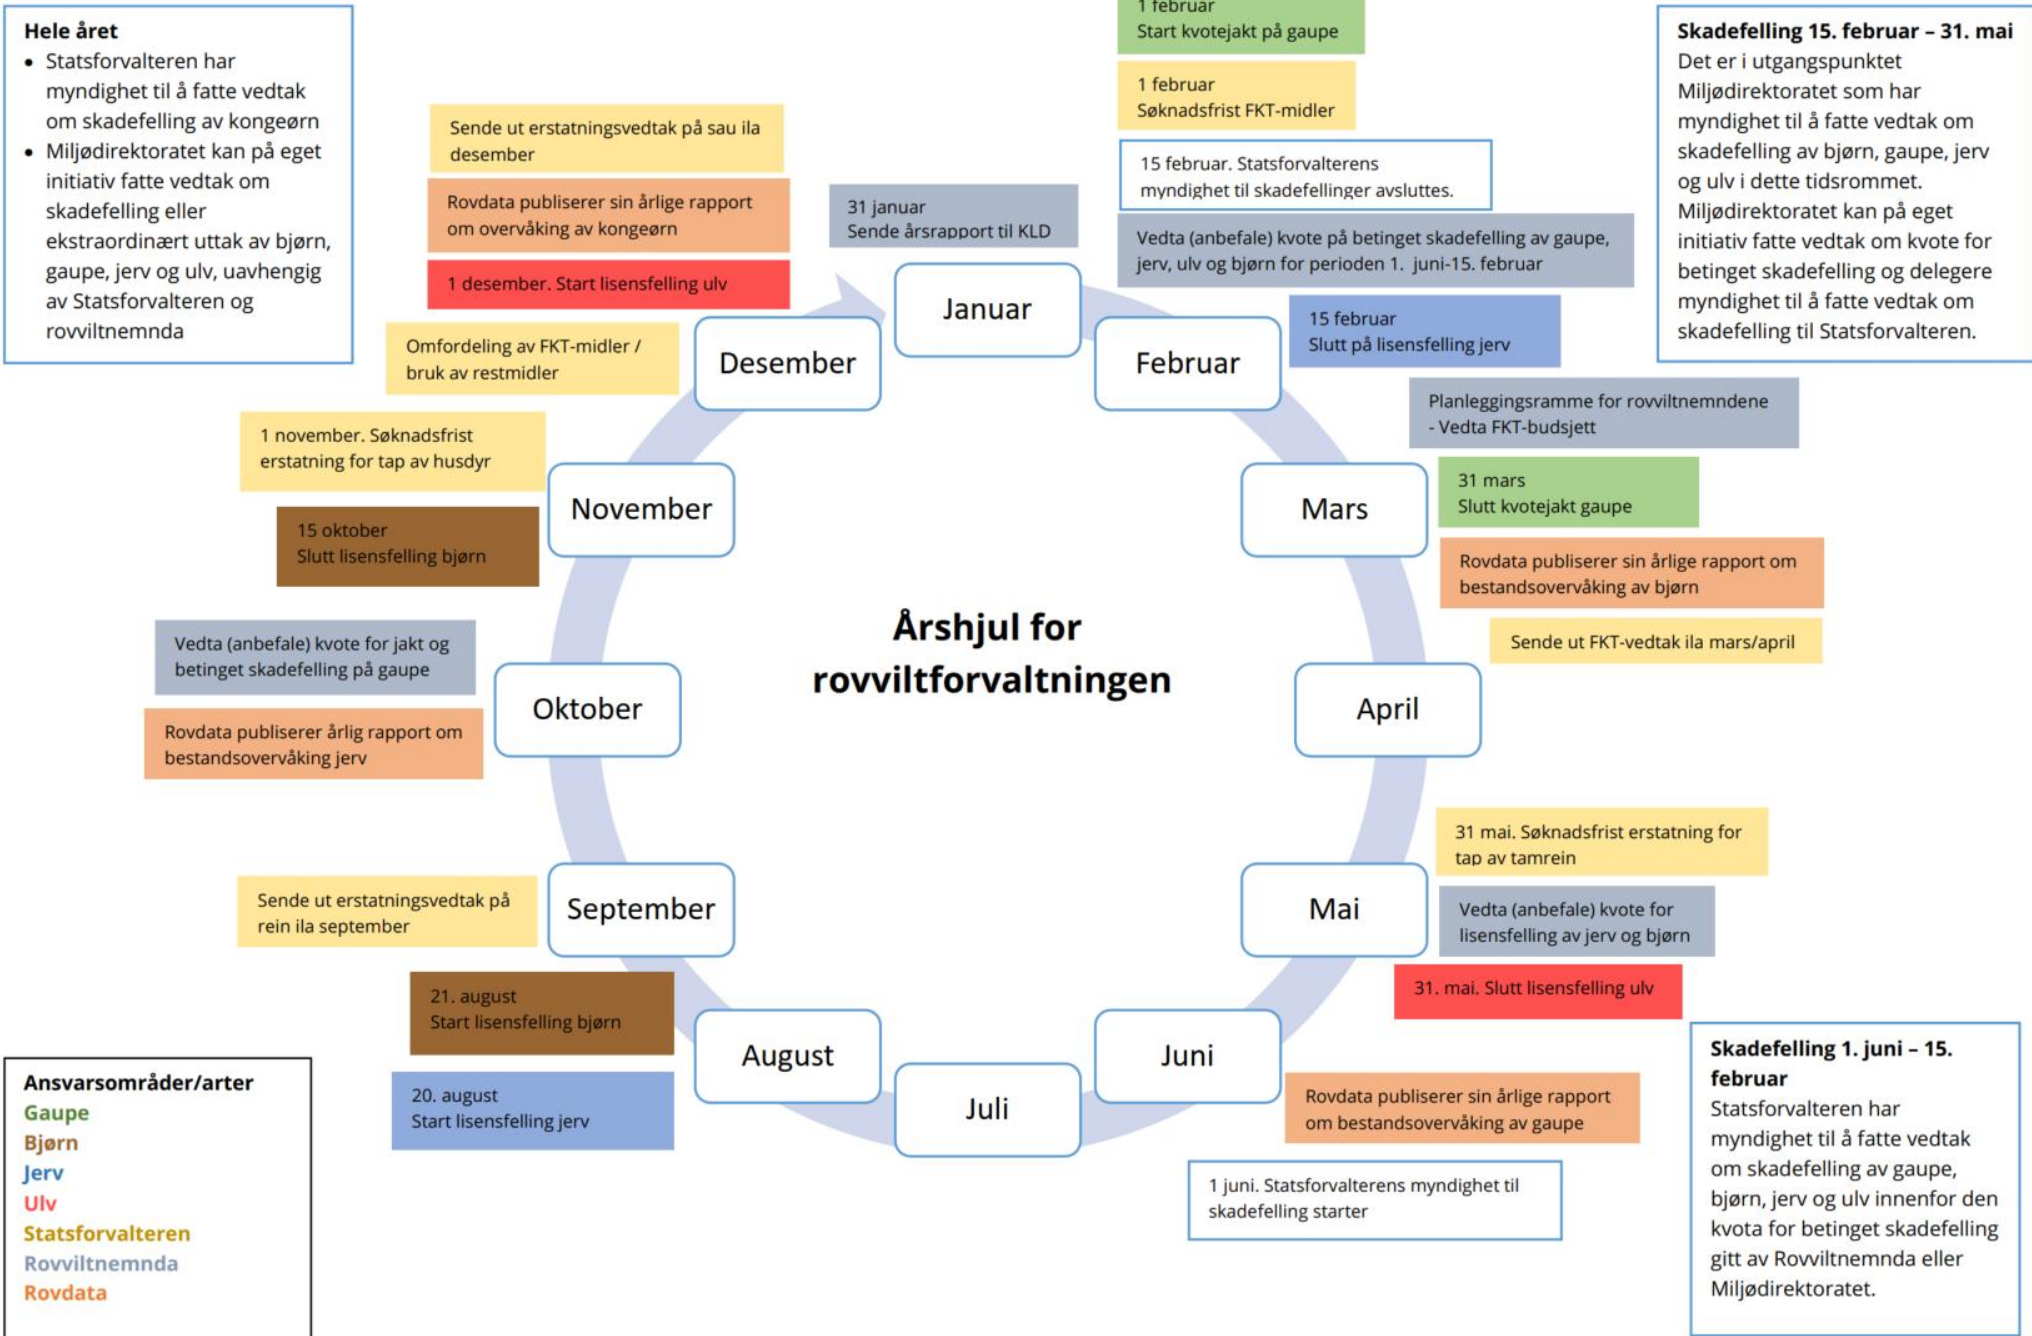 Hele året
• Statsforvalteren har
myndighet til å fatte vedtak
om skadefelling av kongeørn
• Miljødirektoratet kan på eget
initiativ fatte vedtak om
skadefelling eller
ekstraordinært uttak av bjørn,
gaupe, jerv og ulv, uavhengig
av Statsforvalteren og
rovviltnemnda
Sende ut erstatningsvedtak på sau ila
desember
Rovdata publiserer sin årlige rapport
om overvåking av kongeørn
1 desember. Start lisensfelling ulv
31 januar
Sende årsrapport til KLD
1 februar
Start kvotejakt på gaupe
1 februar
Søknadsfrist FKT-midler
15 februar. Statsforvalterens
myndighet til skadefellinger avsluttes.
Vedta (anbefale) kvote på betinget skadefelling av gaupe,
jerv, ulv og bjørn for perioden 1. juni-15. februar
15 februar
Slutt på lisensfelling jerv
Skadefelling 15. februar – 31. mai
Det er i utgangspunktet
Miljødirektoratet som har
myndighet til å fatte vedtak om
skadefelling av bjørn, gaupe, jerv
og ulv i dette tidsrommet.
Miljødirektoratet kan på eget
initiativ fatte vedtak om kvote for
betinget skadefelling og delegere
myndighet til å fatte vedtak om
skadefelling til Statsforvalteren.
Januar
Februar
Desember
Omfordeling av FKT-midler /
bruk av restmidler
Planleggingsramme for rovviltnemndene
- Vedta FKT-budsjett
1 november. Søknadsfrist
erstatning for tap av husdyr
November
Mars
31 mars
Slutt kvotejakt gaupe
15 oktober
Slutt lisensfelling bjørn
Rovdata publiserer sin årlige rapport om
bestandsovervåking av bjørn
Sende ut FKT-vedtak ila mars/april
Årshjul for
rovviltforvaltningen
Vedta (anbefale) kvote for jakt og
betinget skadefelling på gaupe
Oktober
April
Rovdata publiserer årlig rapport om
bestandsovervåking jerv
31 mai. Søknadsfrist erstatning for
tap av tamrein
Sende ut erstatningsvedtak på
rein ila september
September
Mai
Vedta (anbefale) kvote for
lisensfelling av jerv og bjørn
31. mai. Slutt lisensfelling ulv
21. august
Start lisensfelling bjørn
August
Juni
Juli
20. august
Start lisensfelling jerv
Rovdata publiserer sin årlige rapport
om bestandsovervåking av gaupe
1 juni. Statsforvalterens myndighet til
skadefelling starter
Skadefelling 1. juni – 15.
februar
Statsforvalteren har
myndighet til å fatte vedtak
om skadefelling av gaupe,
bjørn, jerv og ulv innenfor den
kvota for betinget skadefelling
gitt av Rovviltnemnda eller
Miljødirektoratet.
Ansvarsområder/arter
Gaupe
Bjørn
Jerv
Ulv
Statsforvalteren
Rovviltnemnda
Rovdata